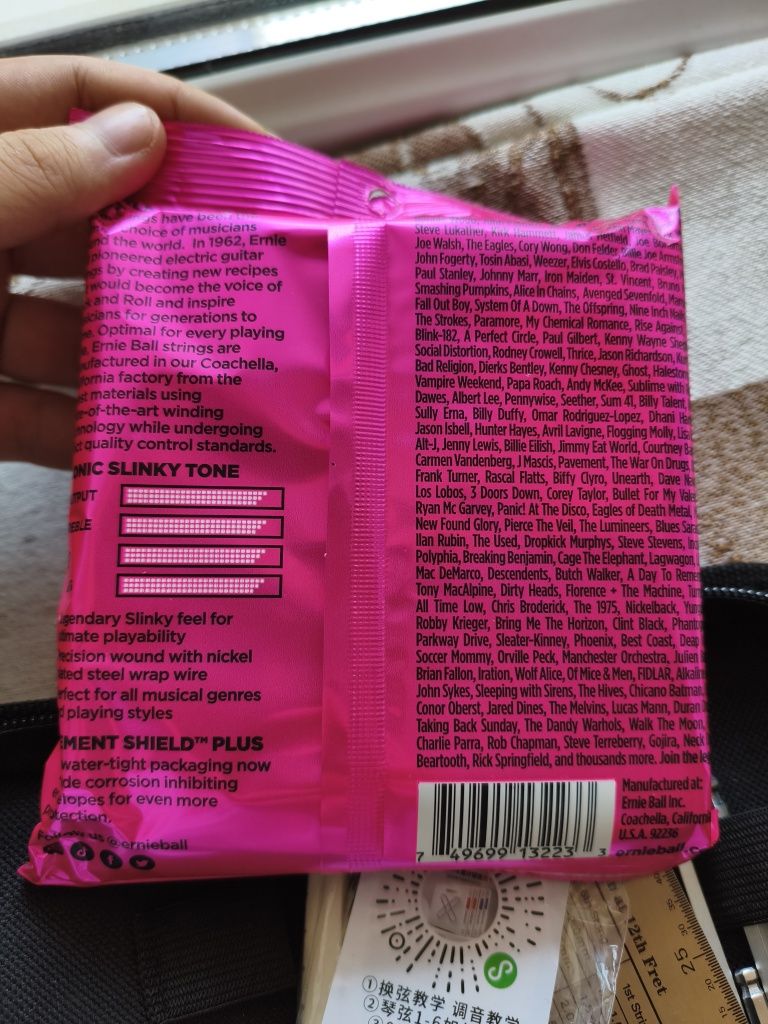 choice of musicians
the world. In 1962, Ernie
pioneered electric guitar
by creating new recipes
would become the voice of
and Roll and inspire
for generations to
Optimal for every playing
Ernie Ball strings are
in our Coachella,
factory from the
materials using
-of-the-art winding
while undergoing
quality control standards.
SLINKY TONE
Slinky feel for
playability
wound with nickel
steel wrap wire
for all musical genres
playing styles
SHIELD™ PLUS
water-tight packaging now
corrosion inhibiting
for even more
@ernieball
Steve Lukather, Kirk Hammett,
Joe Walsh, The Eagles, Cory Wong, Don Felder,
John Fogerty, Tosin Abasi, Weezer, Elvis Costello, Brad Paisley,
Paul Stanley, Johnny Marr, Iron Maiden, St. Vincent, Bruno
Smashing Pumpkins, Alice In Chains, Avenged Sevenfold,
Fall Out Boy, System Of A Down, The Offspring, Nine Inch
The Strokes, Paramore, My Chemical Romance, Rise Against
Blink-182, A Perfect Circle, Paul Gilbert, Kenny Wayne
Social Distortion, Rodney Crowell, Thrice, Jason Richardson,
Bad Religion, Dierks Bentley, Kenny Chesney, Ghost,
Vampire Weekend, Papa Roach, Andy McKee, Sublime with
Dawes, Albert Lee, Pennywise, Seether, Sum 41, Billy Talent,
Sully Erna, Billy Duffy, Omar Rodriguez-Lopez, Dhani
Jason Isbell, Hunter Hayes, Avril Lavigne, Flogging Molly,
Alt-J, Jenny Lewis, Billie Eilish, Jimmy Eat World, Courtney
Carmen Vandenberg, J Mascis, Pavement, The War On Drugs,
Frank Turner, Rascal Flatts, Biffy Clyro, Unearth, Dave
Los Lobos, 3 Doors Down, Corey Taylor, Bullet For My
Ryan Mc Garvey, Panic! At The Disco, Eagles of Death Metal,
New Found Glory, Pierce The Veil, The Lumineers, Blues
Ilan Rubin, The Used, Dropkick Murphys, Steve Stevens,
Polyphia, Breaking Benjamin, Cage The Elephant, Lagwagon,
Mac DeMarco, Descendents, Butch Walker, A Day To
Tony MacAlpine, Dirty Heads, Florence + The Machine,
All Time Low, Chris Broderick, The 1975, Nickelback,
Robby Krieger, Bring Me The Horizon, Clint Black,
Parkway Drive, Sleater-Kinney, Phoenix, Best Coast, Deap
Soccer Mommy, Orville Peck, Manchester Orchestra, Julien
Brian Fallon, Iration, Wolf Alice, Of Mice & Men, FIDLAR,
John Sykes, Sleeping with Sirens, The Hives, Chicano Batman,
Conor Oberst, Jared Dines, The Melvins, Lucas Mann, Duran
Taking Back Sunday, The Dandy Warhols, Walk The Moon,
Charlie Parra, Rob Chapman, Steve Terreberry, Gojira, Neck
Beartooth, Rick Springfield, and thousands more. Join the
7 49699 13223 3
Manufactured at:
Ernie Ball Inc.
Coachella,
U.S.A. 92236
①换弦教学 调音教学
②琴弦1-6
12th Fret
1st
25